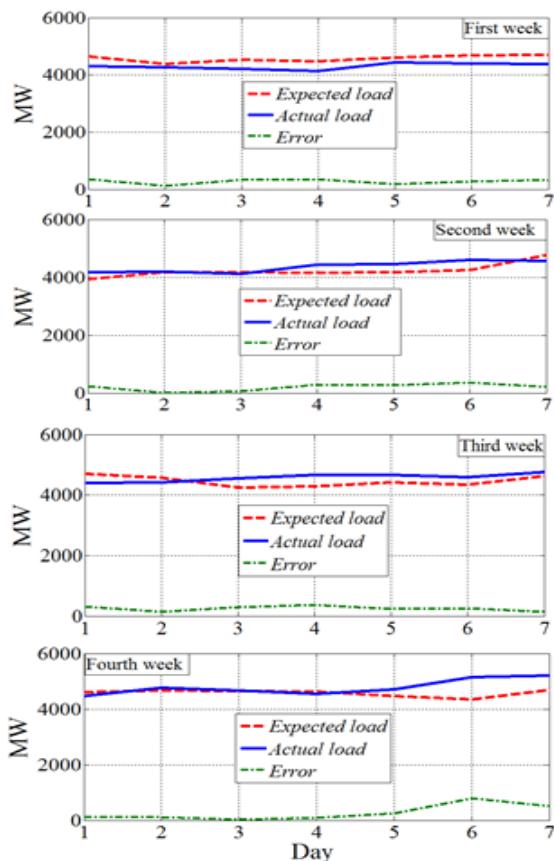 6000
First week
4000
MW
Expected load
Actual load
Error
2000
0
1 2 3 4 5 6 7
6000
Second week
4000
MW
Expected load
Actual load
Error
2000
0
1 2 3 4 5 6 7
6000
Third week
4000
MW
Expected load
Actual load
Error
2000
0
1 2 3 4 5 6 7
6000
Fourth week
4000
MW
Expected load
Actual load
Error
2000
0
1 2 3 4 5 6 7
Day